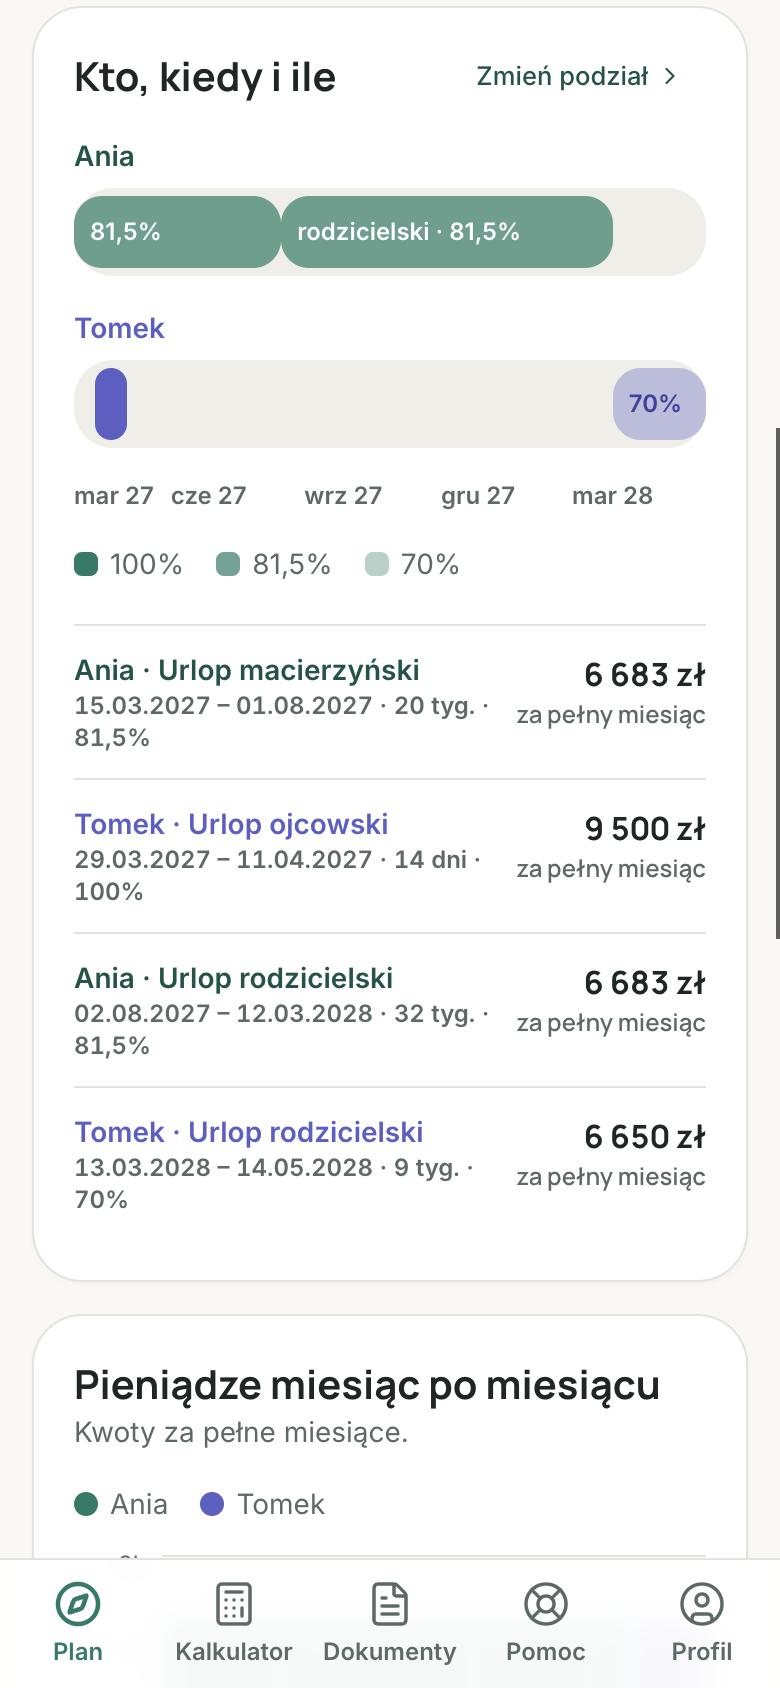 Kto, kiedy i ile
Zmień podział
Ania
81,5%
rodzicielski · 81,5%
Tomek
70%
mar 27 cze 27 wrz 27 gru 27 mar 28
100% 81,5% 70%
Ania · Urlop macierzyński
15.03.2027 – 01.08.2027 · 20 tyg. ·
81,5%
6 683 zł
za pełny miesiąc
Tomek · Urlop ojcowski
29.03.2027 – 11.04.2027 · 14 dni ·
100%
9 500 zł
za pełny miesiąc
Ania · Urlop rodzicielski
02.08.2027 – 12.03.2028 · 32 tyg. ·
81,5%
6 683 zł
za pełny miesiąc
Tomek · Urlop rodzicielski
13.03.2028 – 14.05.2028 · 9 tyg. ·
70%
6 650 zł
za pełny miesiąc
Pieniądze miesiąc po miesiącu
Kwoty za pełne miesiące.
Ania Tomek
Plan Kalkulator Dokumenty Pomoc Profil